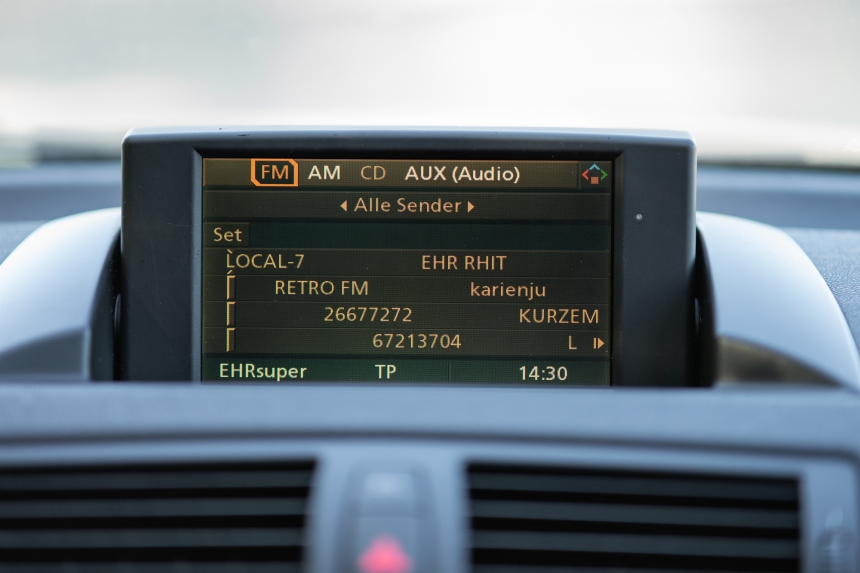 FM AM CD AUX (Audio)
Alle Sender
Set
LOCAL-7 EHR RHIT
RETRO FM karienju
26677272 KURZEM
67213704 L
EHRsuper TP 14:30